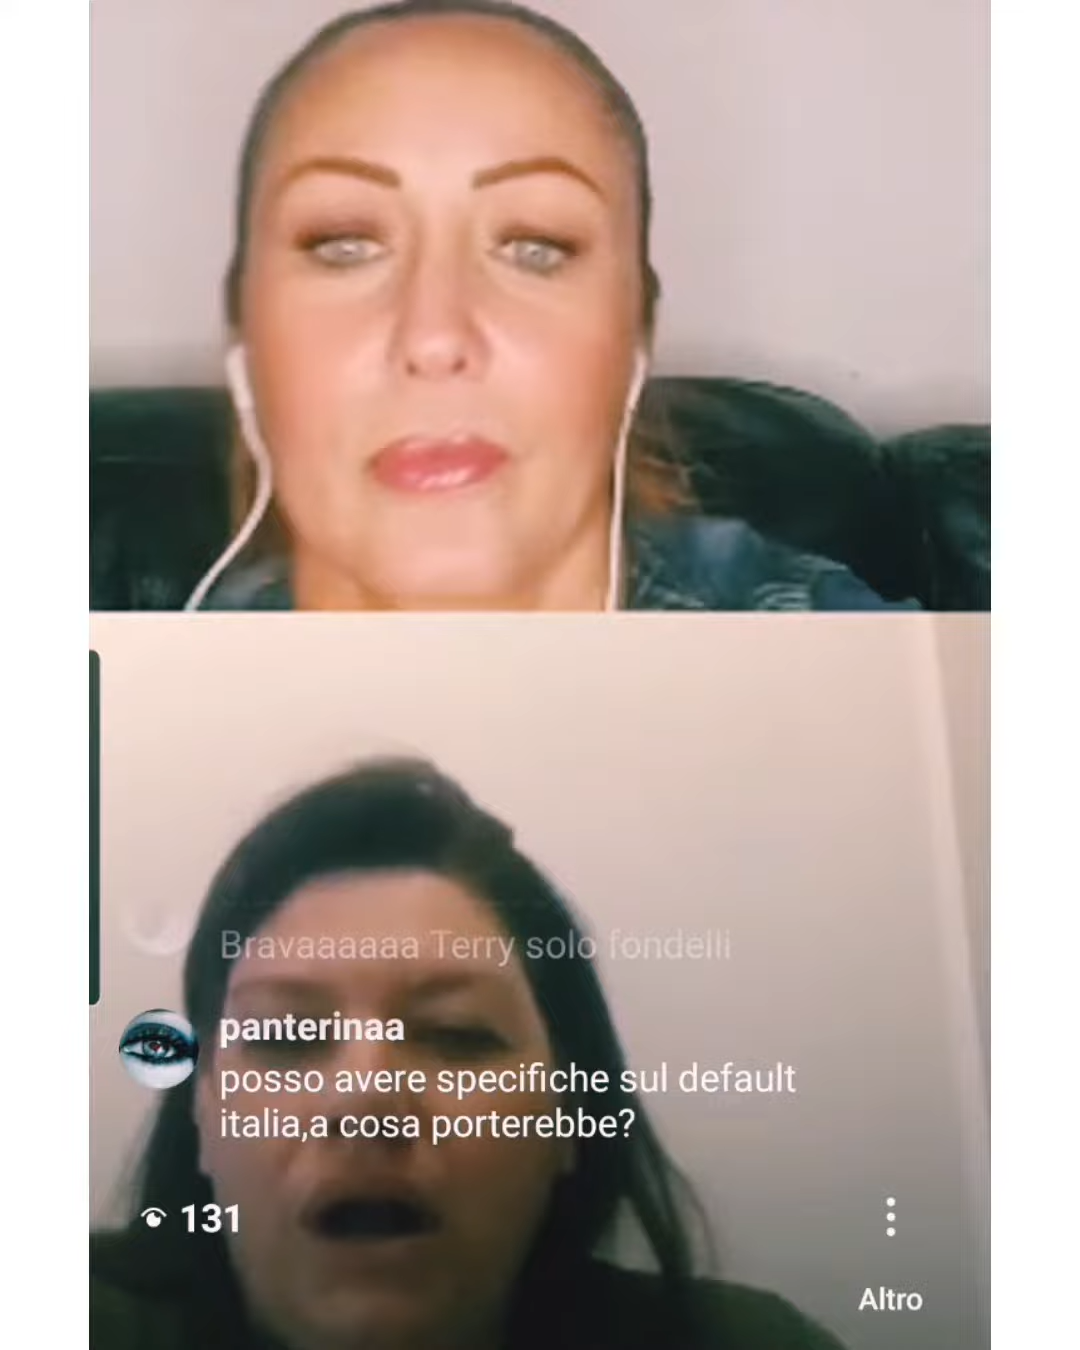 Bravaaaaaa Terry solo fondelli
panterinaa
posso avere specifiche sul default
italia,a cosa porterebbe?
131
Altro